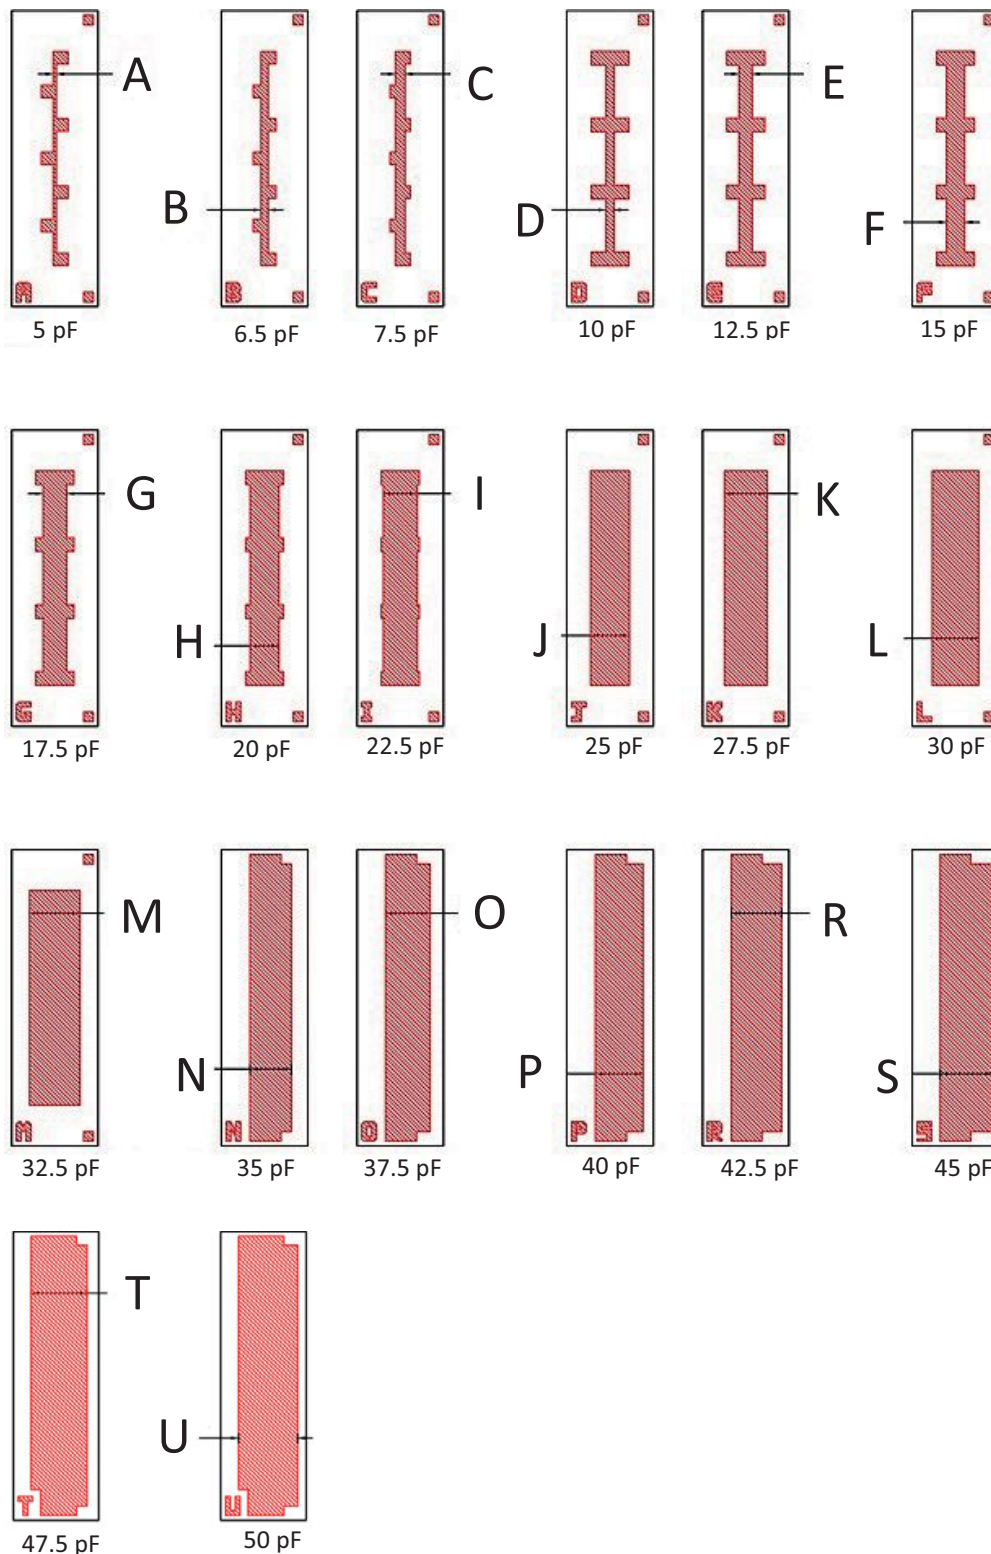 A
B
C
D
E
F
A
B
C
D
E
F
5 pF
6.5 pF
7.5 pF
10 pF
12.5 pF
15 pF
G
H
I
J
K
L
G
H
I
J
K
L
17.5 pF
20 pF
22.5 pF
25 pF
27.5 pF
30 pF
M
N
O
P
R
S
M
N
O
P
R
S
32.5 pF
35 pF
37.5 pF
40 pF
42.5 pF
45 pF
T
U
T
U
47.5 pF
50 pF